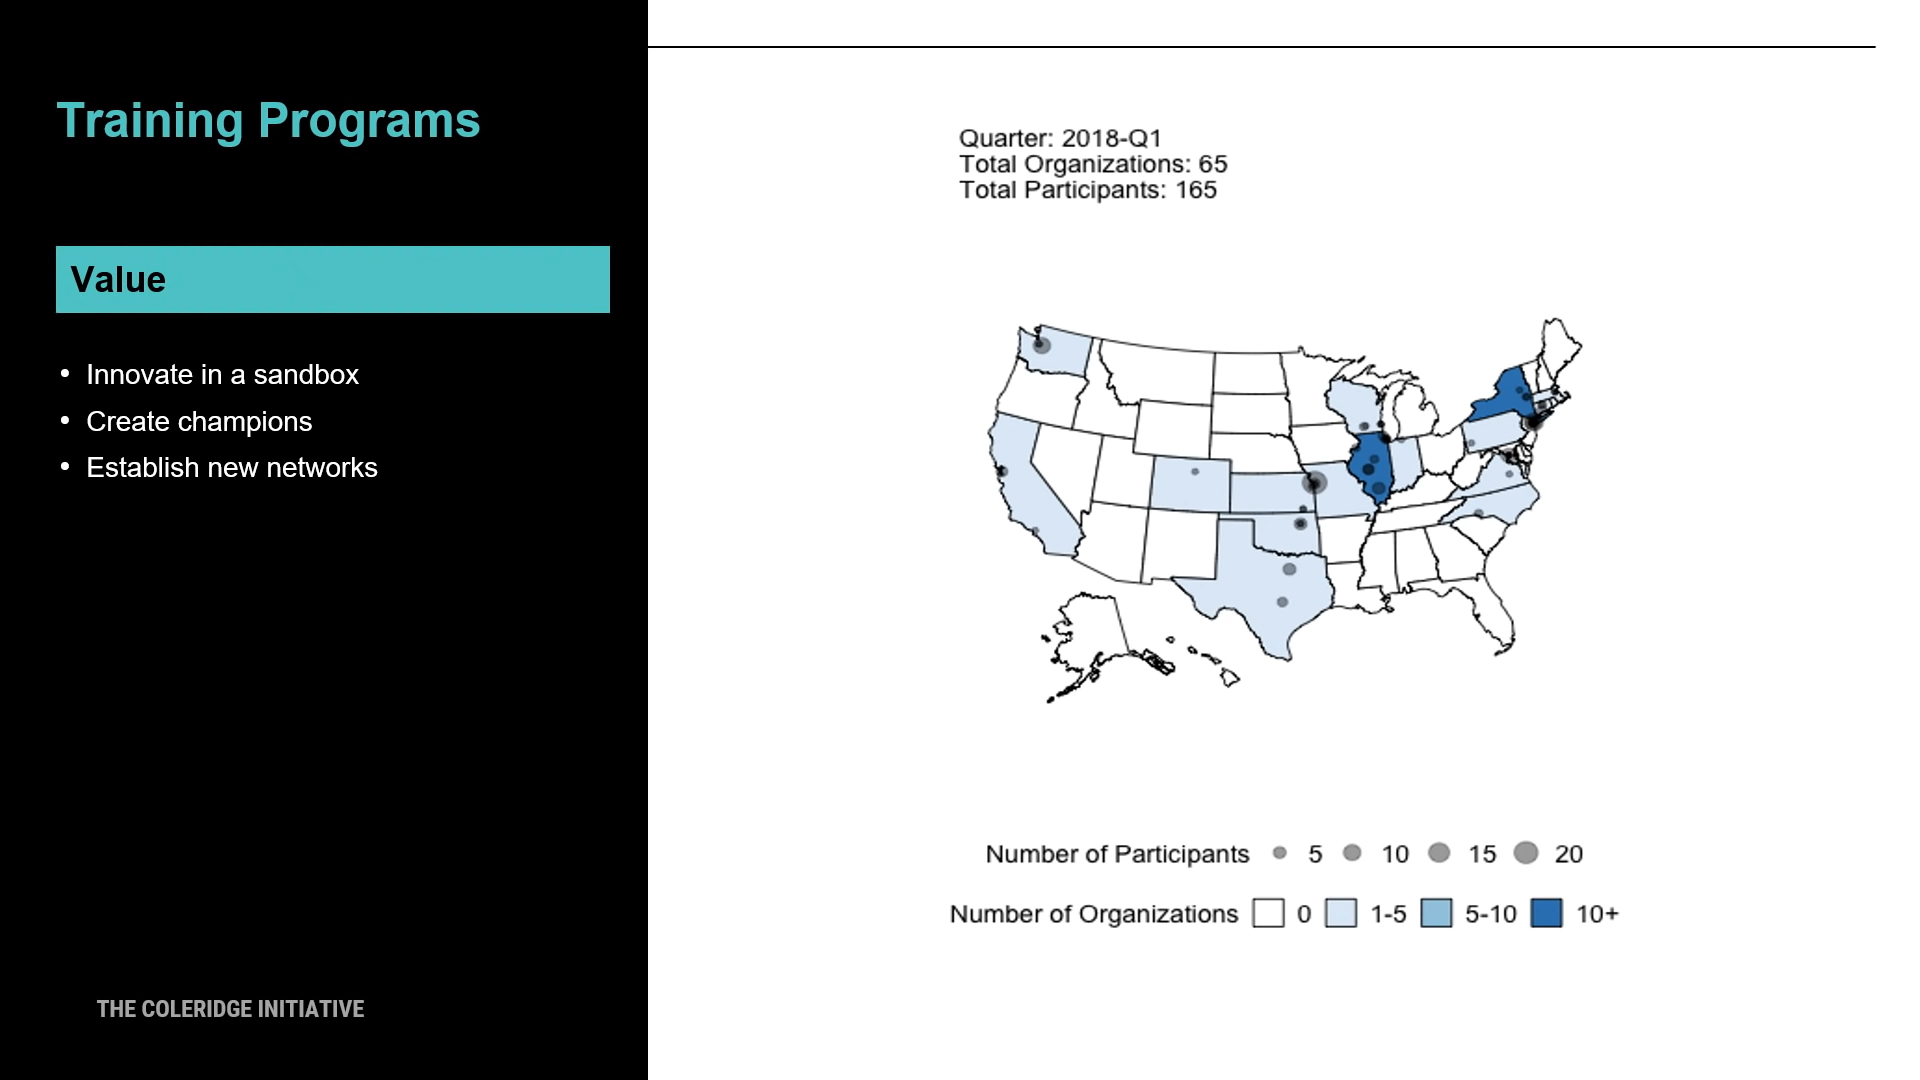 Training Programs
Value
• Innovate in a sandbox
• Create champions
• Establish new networks
THE COLERIDGE INITIATIVE
Quarter: 2018-Q1
Total Organizations: 65
Total Participants: 165
Number of Participants 5 10 15 20
Number of Organizations 0 1-5 5-10 10+